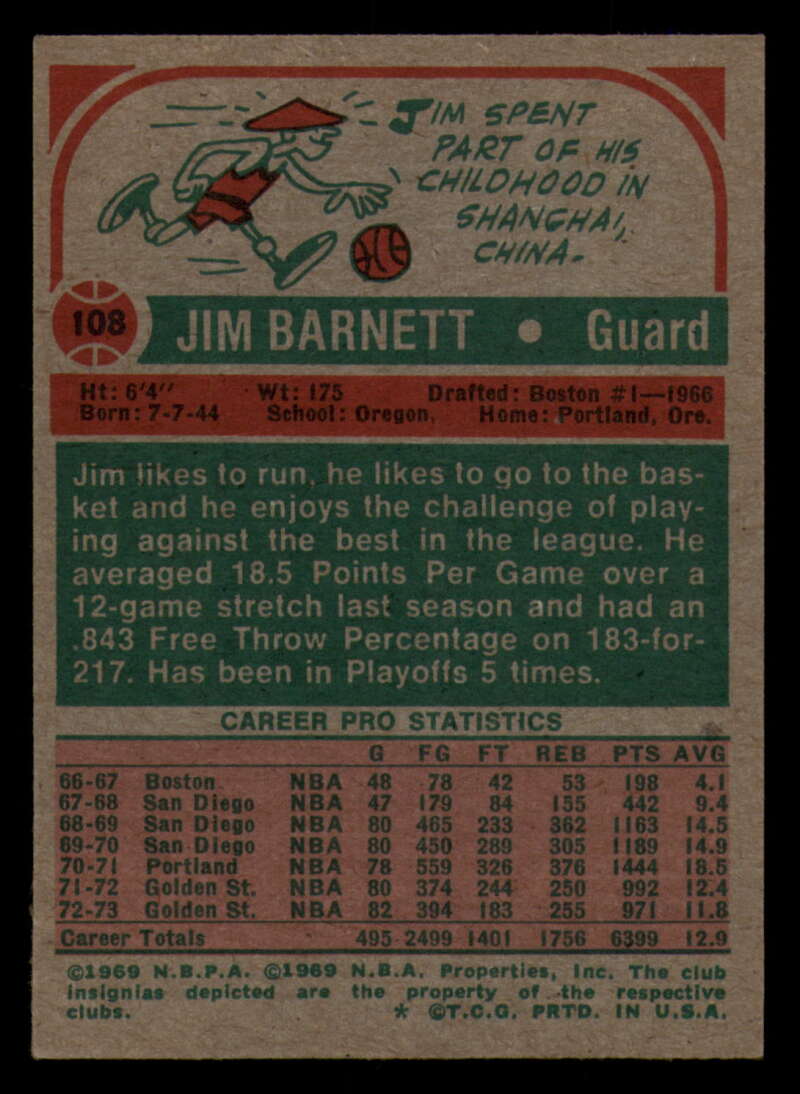 JIM SPENT
PART OF HIS
CHILDHOOD IN
SHANGHAI,
CHINA.
108 JIM BARNETT • Guard
Ht: 6'4" Wt: 175 Drafted: Boston #1—1966
Born: 7-7-44 School: Oregon. Home: Portland, Ore.
Jim likes to run, he likes to go to the bas-
ket and he enjoys the challenge of play-
ing against the best in the league. He
averaged 18.5 Points Per Game over a
12-game stretch last season and had an
.843 Free Throw Percentage on 183-for-
217. Has been in Playoffs 5 times.
CAREER PRO STATISTICS
G FG FT REB PTS AVG
66-67 Boston NBA 48 78 42 53 198 4.1
67-68 San Diego NBA 47 179 84 155 442 9.4
68-69 San Diego NBA 80 465 233 362 1163 14.5
69-70 San Diego NBA 80 450 289 305 1189 14.9
70-71 Portland NBA 78 559 326 376 1444 18.5
71-72 Golden St. NBA 80 374 244 250 992 12.4
72-73 Golden St. NBA 82 394 183 255 971 11.8
Career Totals 495 2499 1401 1756 6399 12.9
©1969 N.B.P.A. ©1969 N.B.A. Properties, Inc. The club
insignias depicted are the property of the respective
clubs. * ©T.C.G. PRTD. IN U.S.A.